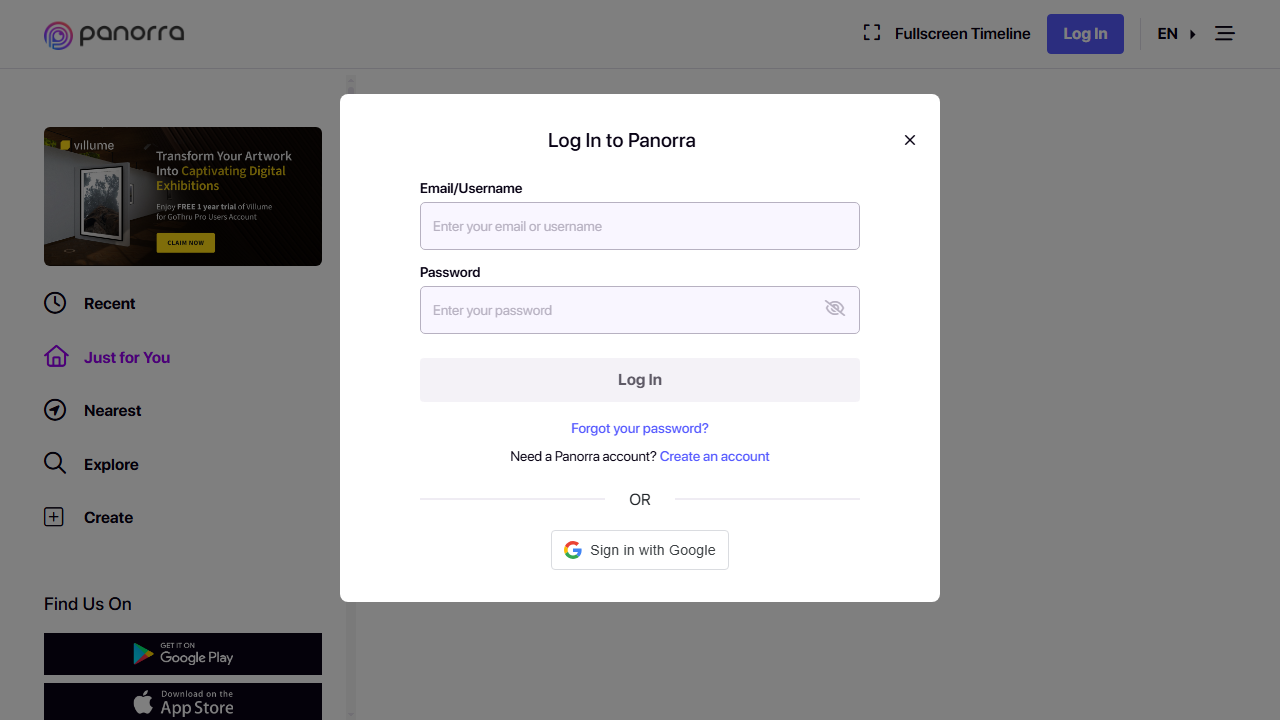 panorra
Fullscreen Timeline
Log In
EN
villume
Transform Your Artwork
Into Captivating Digital
Exhibitions
Enjoy FREE 1 year trial of Villume
for GoThru Pro Users Account
CLAIM NOW
Recent
Just for You
Nearest
Explore
Create
Find Us On
GET IT ON
Google Play
Download on the
App Store
Log In to Panorra
Email/Username
Enter your email or username
Password
Enter your password
Log In
Forgot your password?
Need a Panorra account? Create an account
OR
Sign in with Google